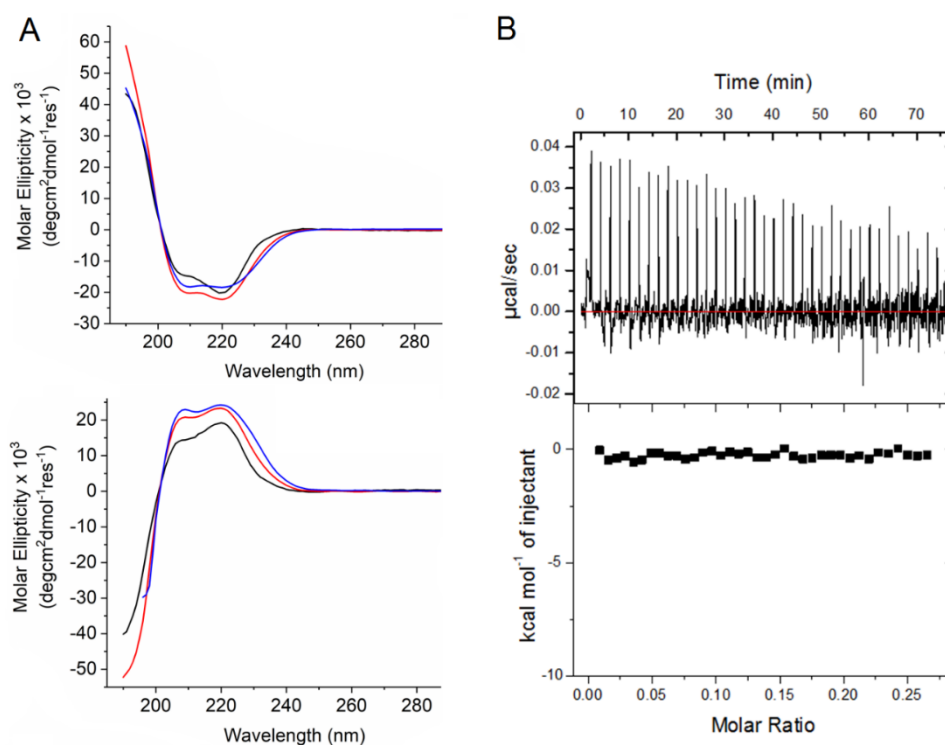 A
Molar Ellipticity x 10³
(degcm²dmol⁻¹res⁻¹)
60
50
40
30
20
10
0
-10
-20
-30
200 220 240 260 280
Wavelength (nm)
Molar Ellipticity x 10³
(degcm²dmol⁻¹res⁻¹)
20
10
0
-10
-20
-30
-40
-50
200 220 240 260 280
Wavelength (nm)
B
Time (min)
0 10 20 30 40 50 60 70
µcal/sec
0.04
0.03
0.02
0.01
0.00
-0.01
-0.02
kcal mol⁻¹ of injectant
0
-5
-10
0.00 0.05 0.10 0.15 0.20 0.25
Molar Ratio